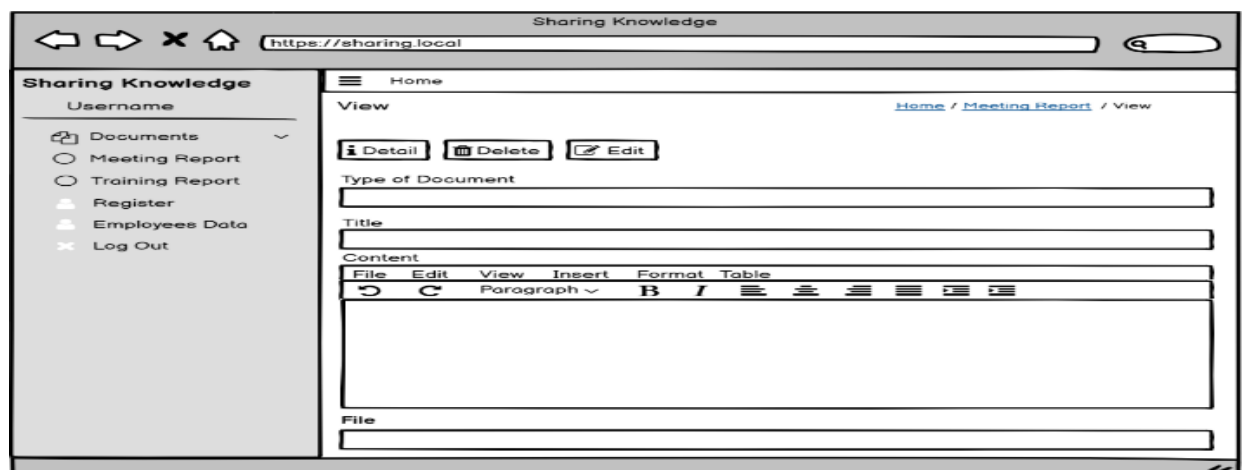 Sharing Knowledge
https://sharing.local
Sharing Knowledge
Username
Documents
Meeting Report
Training Report
Register
Employees Data
Log Out
Home
View
Home / Meeting Report / View
Detail Delete Edit
Type of Document
Title
Content
File Edit View Insert Format Table
Paragraph B I
File